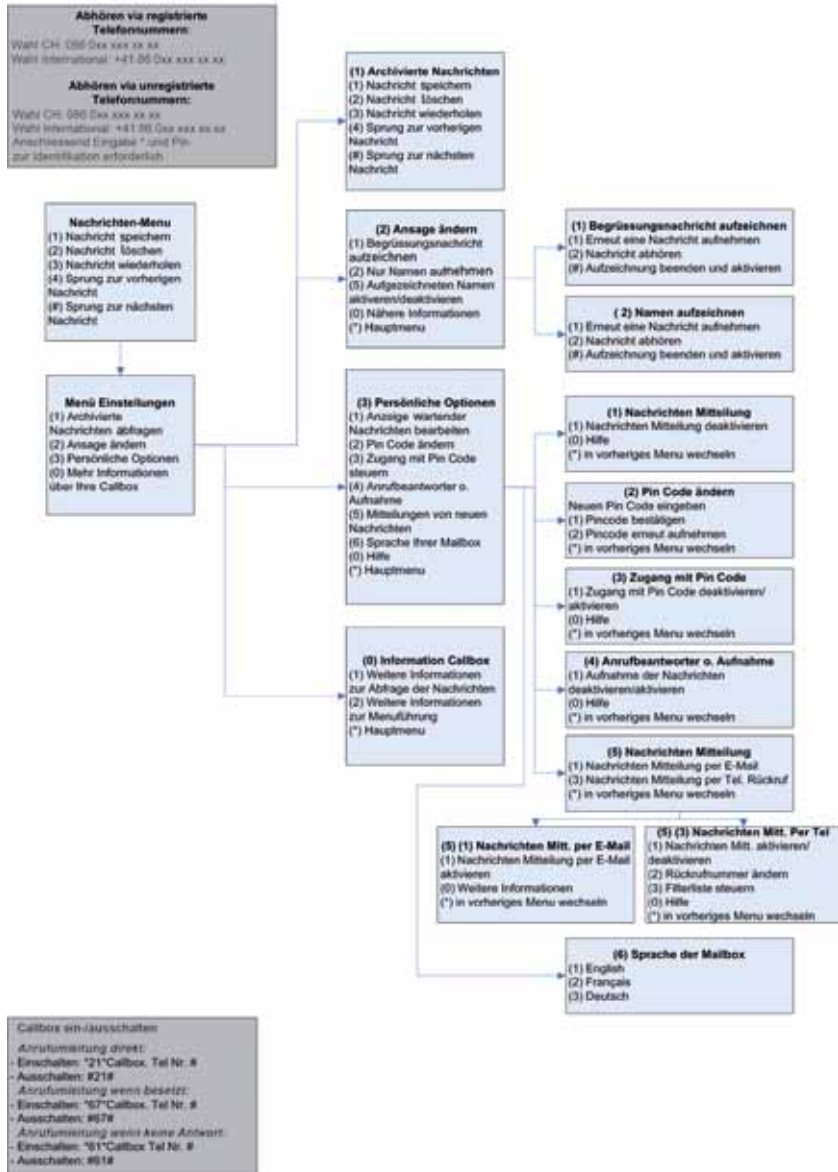 Abhören via registrierte
Telefonnummern:
Wahl CH: 086 0xx xxx xx xx
Wahl International: +41 86 0xx xxx xx xx
Abhören via unregistrierte
Telefonnummern:
Wahl CH: 086 0xx xxx xx xx
Wahl International: +41 86 0xx xxx xx xx
Anschliessend Eingabe * und Pin
zur Identifikation erforderlich
(1) Archivierte Nachrichten
(1) Nachricht speichern
(2) Nachricht löschen
(3) Nachricht wiederholen
(4) Sprung zur vorherigen
Nachricht
(#) Sprung zur nächsten
Nachricht
Nachrichten-Menu
(1) Nachricht speichern
(2) Nachricht löschen
(3) Nachricht wiederholen
(4) Sprung zur vorherigen
Nachricht
(#) Sprung zur nächsten
Nachricht
(2) Ansage ändern
(1) Begrüssungsnachricht
aufzeichnen
(2) Nur Namen aufnehmen
(5) Aufgezeichneten Namen
aktiveren/deaktivieren
(0) Nähere Informationen
(*) Hauptmenu
(1) Begrüssungsnachricht aufzeichnen
(1) Erneut eine Nachricht aufnehmen
(2) Nachricht abhören
(#) Aufzeichnung beenden und aktivieren
( 2) Namen aufzeichnen
(1) Erneut eine Nachricht aufnehmen
(2) Nachricht abhören
(#) Aufzeichnung beenden und aktivieren
Menü Einstellungen
(1) Archivierte
Nachrichten abfragen
(2) Ansage ändern
(3) Persönliche Optionen
(0) Mehr Informationen
über Ihre Callbox
(3) Persönliche Optionen
(1) Anzeige wartender
Nachrichten bearbeiten
(2) Pin Code ändern
(3) Zugang mit Pin Code
steuern
(4) Anrufbeantworter o.
Aufnahme
(5) Mitteilungen von neuen
Nachrichten
(6) Sprache Ihrer Mailbox
(0) Hilfe
(*) Hauptmenu
(1) Nachrichten Mitteilung
(1) Nachrichten Mitteilung deaktivieren
(0) Hilfe
(*) in vorheriges Menu wechseln
(2) Pin Code ändern
Neuen Pin Code eingeben
(1) Pincode bestätigen
(2) Pincode erneut aufnehmen
(*) in vorheriges Menu wechseln
(3) Zugang mit Pin Code
(1) Zugang mit Pin Code deaktivieren/
aktivieren
(0) Hilfe
(*) in vorheriges Menu wechseln
(0) Information Callbox
(1) Weitere Informationen
zur Abfrage der Nachrichten
(2) Weitere Informationen
zur Menuführung
(*) Hauptmenu
(4) Anrufbeantworter o. Aufnahme
(1) Aufnahme der Nachrichten
deaktivieren/aktivieren
(0) Hilfe
(*) in vorheriges Menu wechseln
(5) Nachrichten Mitteilung
(1) Nachrichten Mitteilung per E-Mail
(3) Nachrichten Mitteilung per Tel. Rückruf
(*) in vorheriges Menu wechseln
(5) (1) Nachrichten Mitt. per E-Mail
(1) Nachrichten Mitteilung per E-Mail
aktivieren
(0) Weitere Informationen
(*) in vorheriges Menu wechseln
(5) (3) Nachrichten Mitt. Per Tel
(1) Nachrichten Mitt. aktivieren/
deaktivieren
(2) Rückrufnummer ändern
(3) Filterliste steuern
(0) Hilfe
(*) in vorheriges Menu wechseln
(6) Sprache der Mailbox
(1) English
(2) Français
(3) Deutsch
Callbox ein-/ausschalten
Anrufumleitung direkt:
- Einschalten: *21*Callbox. Tel Nr. #
- Ausschalten: #21#
Anrufumleitung wenn besetzt:
- Einschalten: *67*Callbox. Tel Nr. #
- Ausschalten: #67#
Anrufumleitung wenn keine Antwort:
- Einschalten: *61*Callbox Tel Nr. #
- Ausschalten: #61#